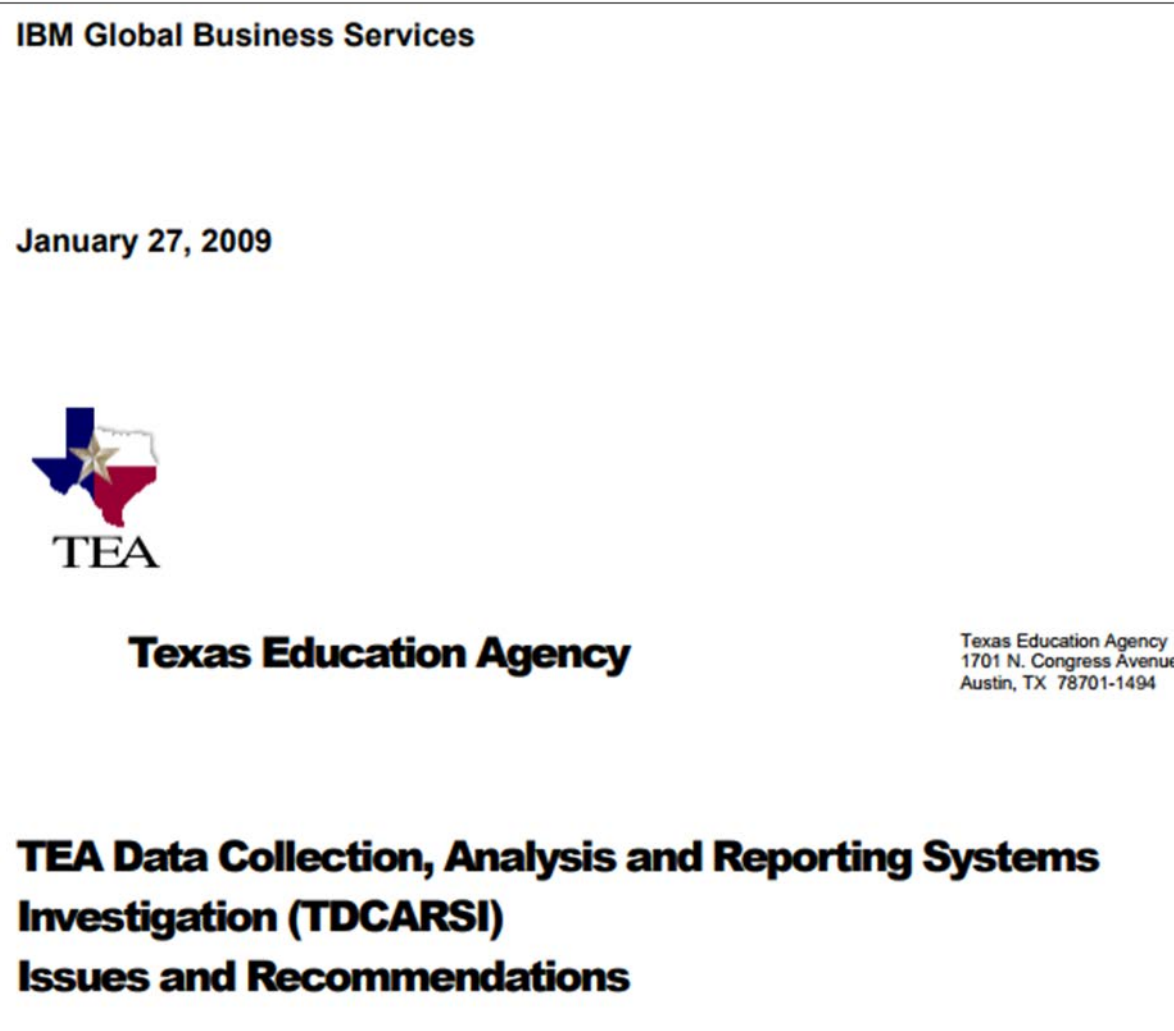 IBM Global Business Services
January 27, 2009
TEA
Texas Education Agency
Texas Education Agency
1701 N. Congress Avenue
Austin, TX 78701-1494
TEA Data Collection, Analysis and Reporting Systems
Investigation (TDCARSI)
Issues and Recommendations